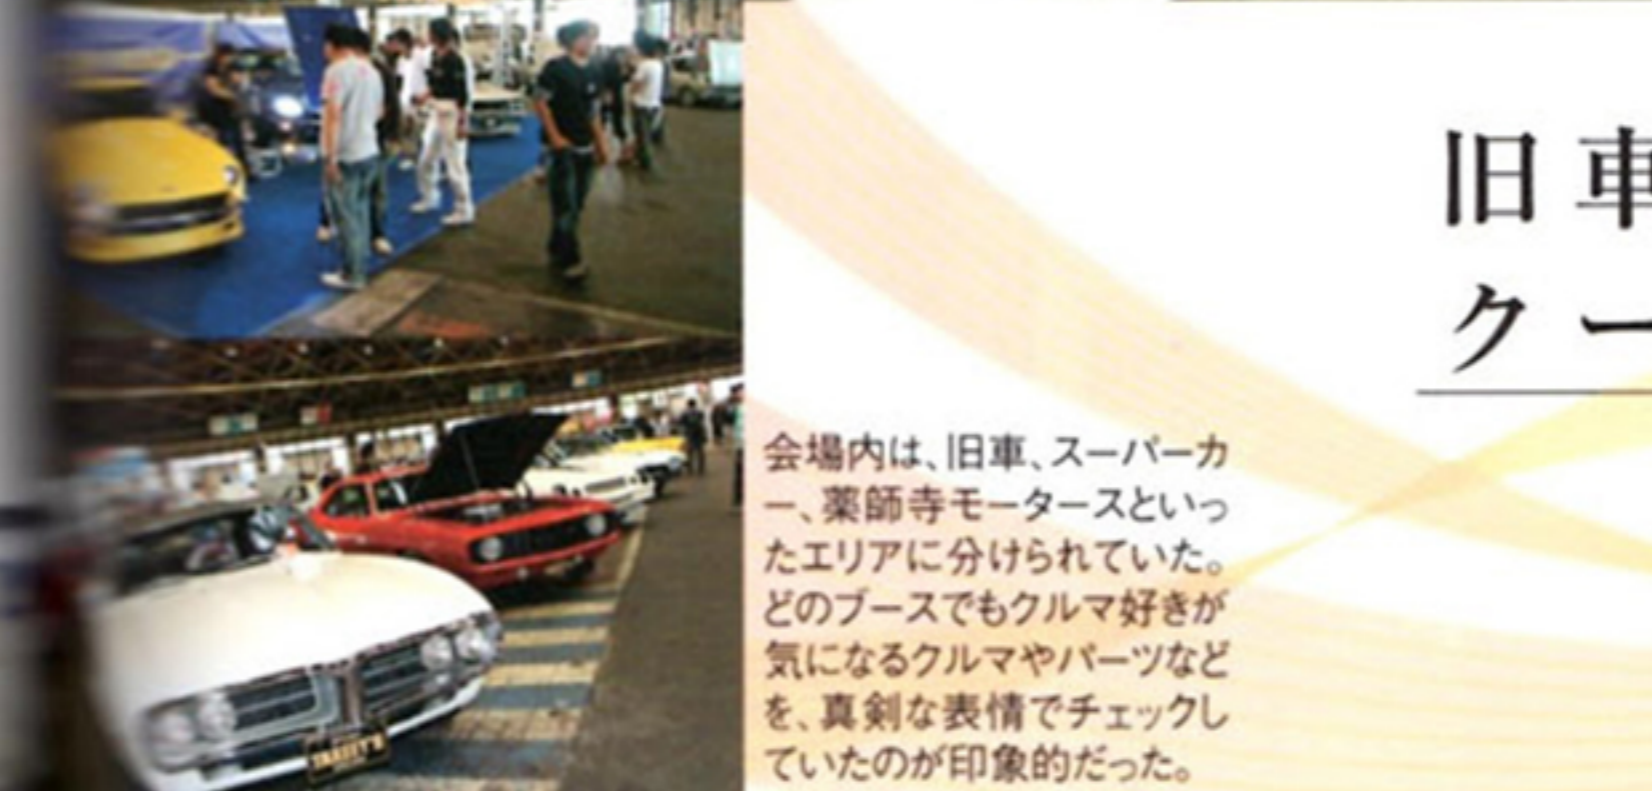 旧車
クー
会場内は、旧車、スーパーカ
ー、薬師寺モータースといっ
たエリアに分けられていた。
どのブースでもクルマ好きが
気になるクルマやパーツなど
を、真剣な表情でチェックし
ていたのが印象的だった。